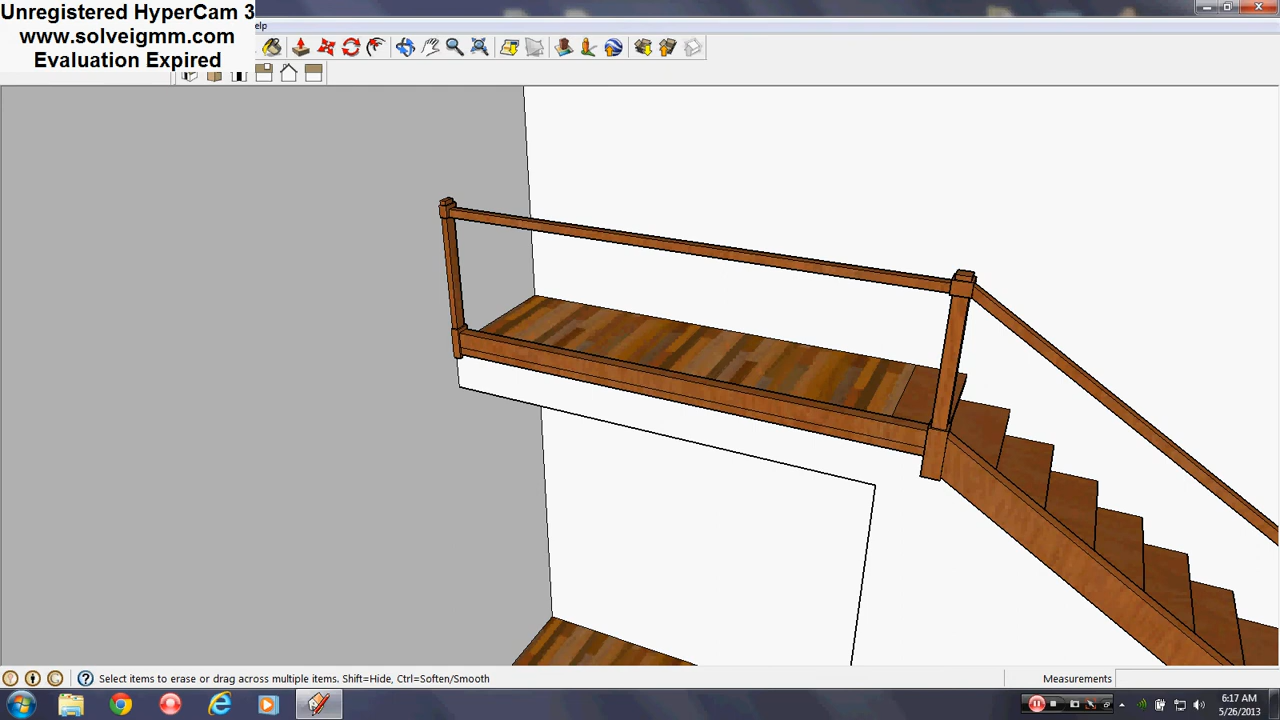 Unregistered HyperCam 3
www.solveigmm.com
Evaluation Expired
elp
Select items to erase or drag across multiple items. Shift=Hide, Ctrl=Soften/Smooth
Measurements
6:17 AM
5/26/2013